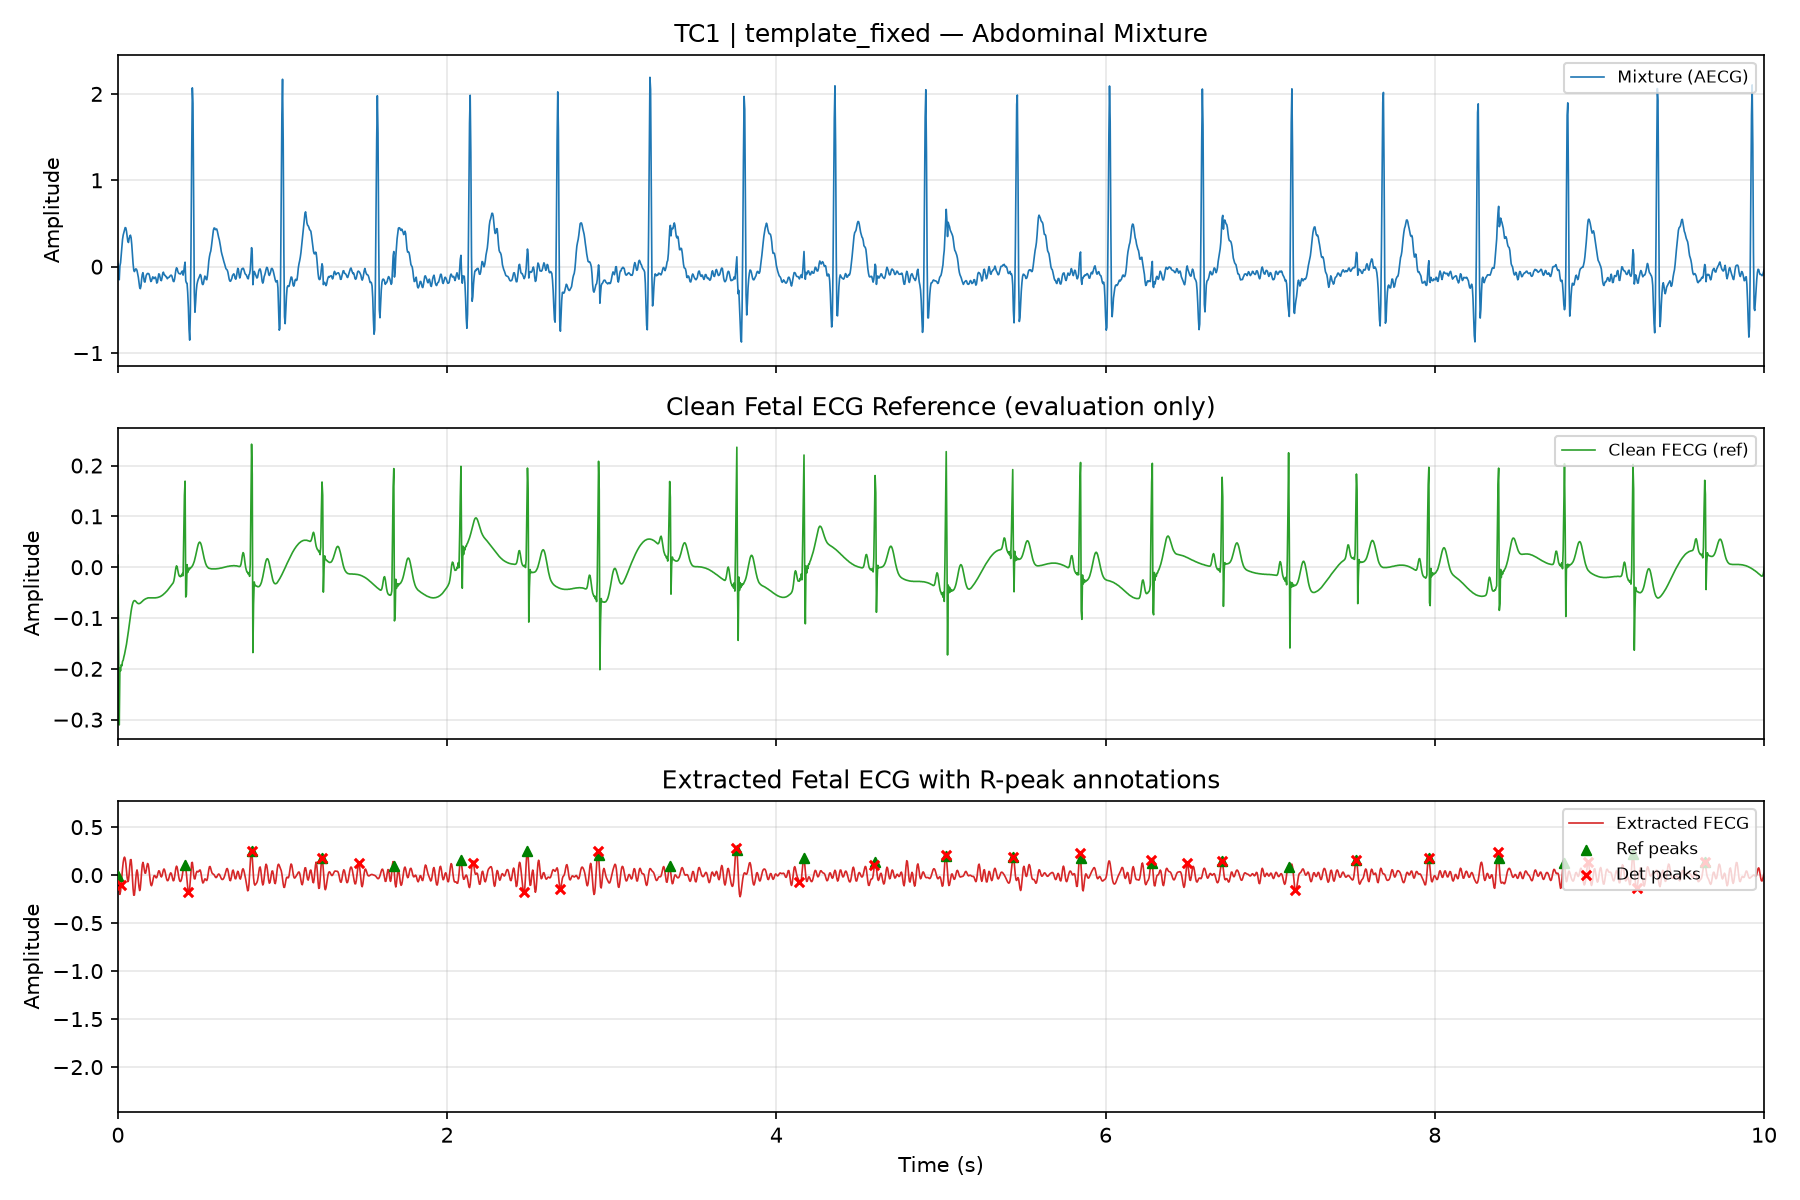 TC1 | template_fixed — Abdominal Mixture
Amplitude
2
1
0
−1
Mixture (AECG)
Clean Fetal ECG Reference (evaluation only)
Amplitude
0.2
0.1
0.0
−0.1
−0.2
−0.3
Clean FECG (ref)
Extracted Fetal ECG with R-peak annotations
Amplitude
0.5
0.0
−0.5
−1.0
−1.5
−2.0
Extracted FECG
Ref peaks
Det peaks
0 2 4 6 8 10
Time (s)